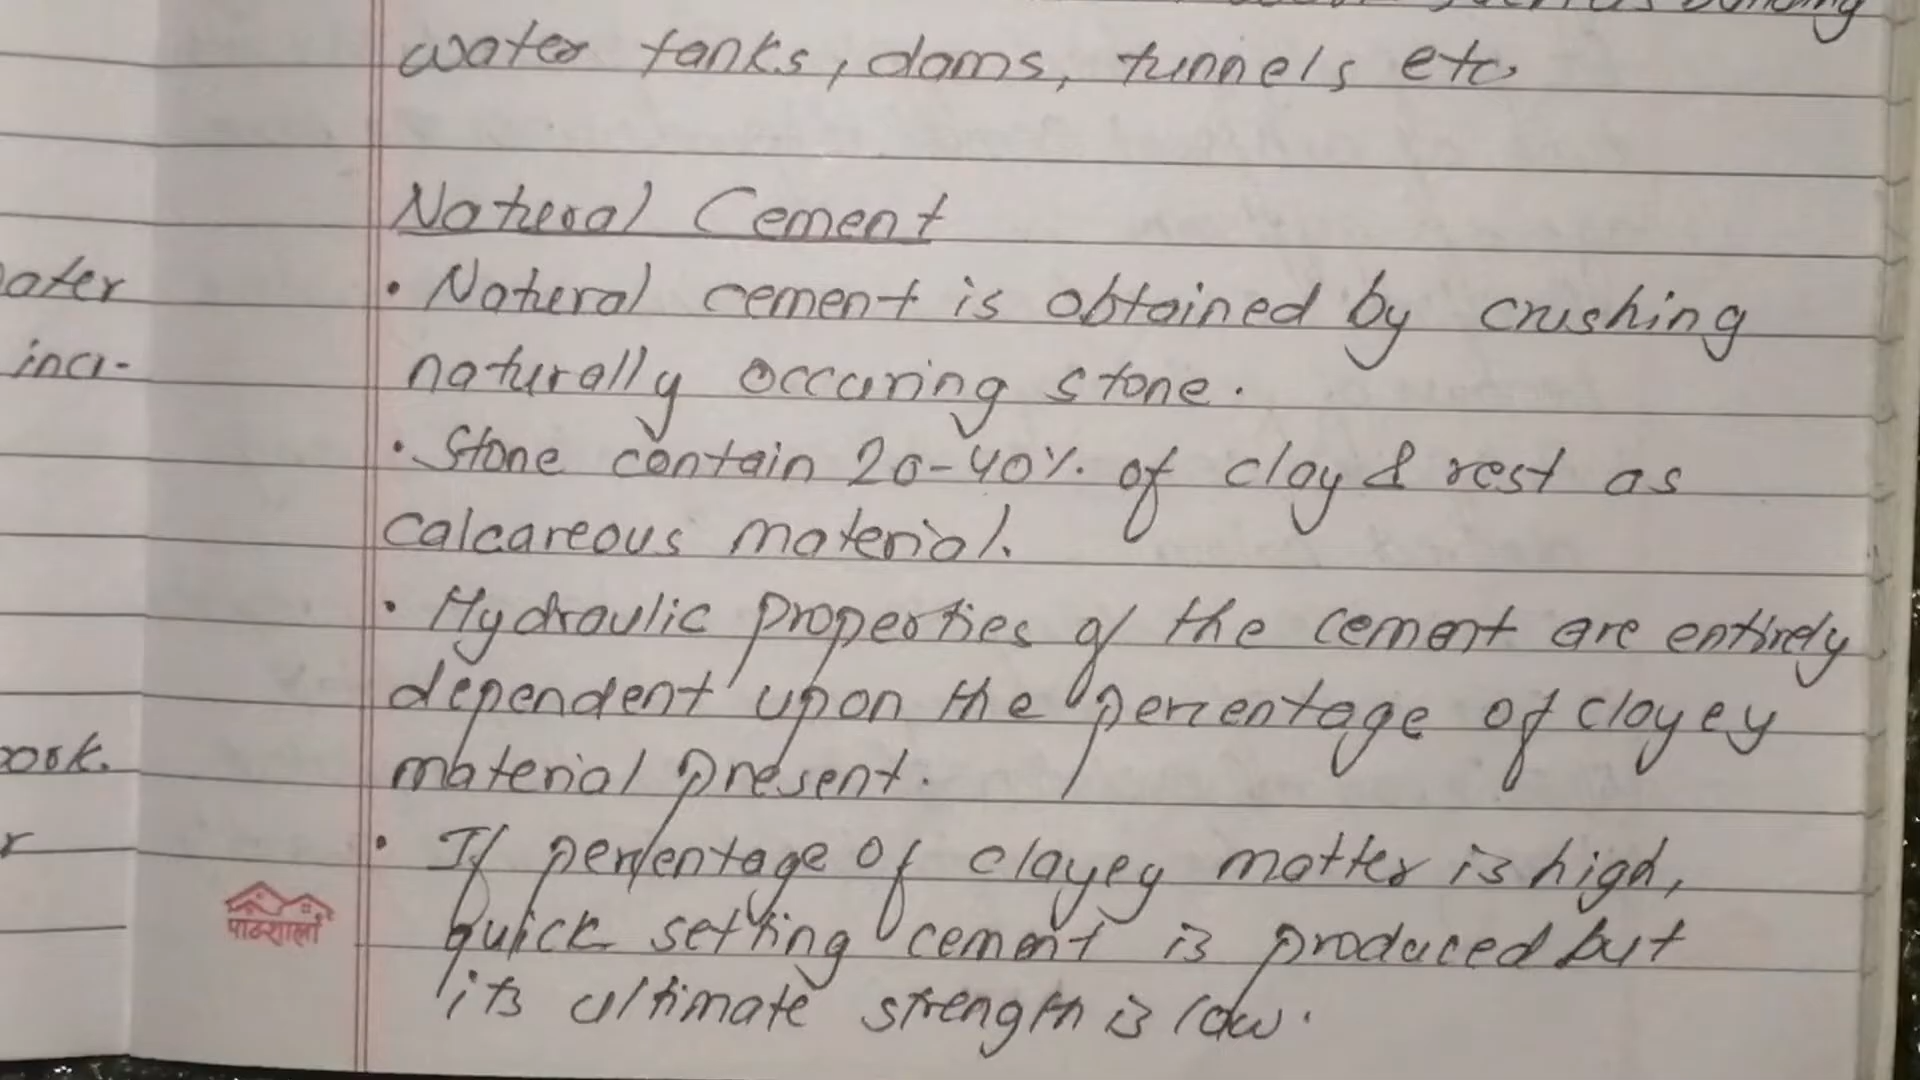 building
water tanks, dams, tunnels etc.
Natural Cement
• Natural cement is obtained by crushing
naturally occuring stone.
• Stone contain 20-40% of clay & rest as
calcareous material.
• Hydraulic properties of the cement are entirely
dependent upon the percentage of clayey
material present.
• If percentage of clayey matter is high,
quick setting cement is produced but
its ultimate strength is low.
inci-
पाठशाला